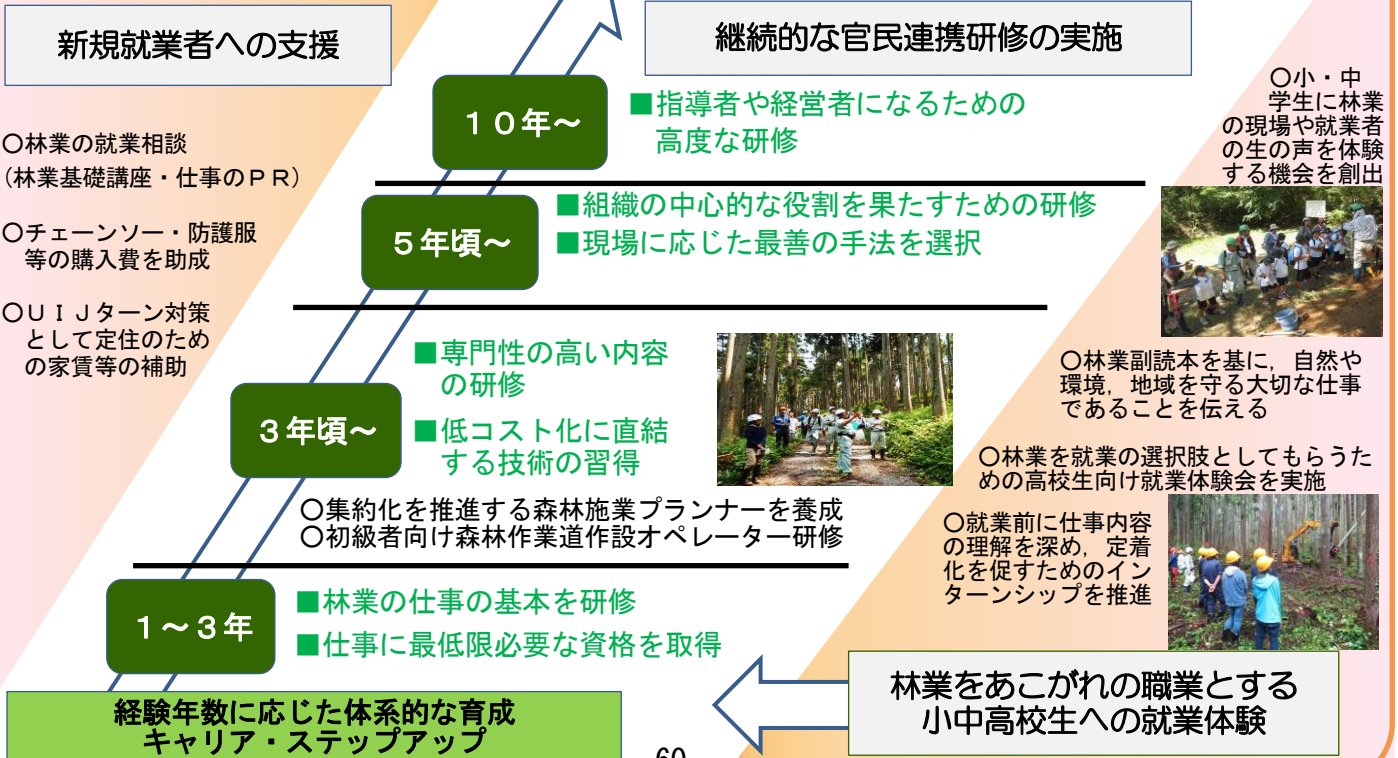 新規就業者への支援
○林業の就業相談
(林業基礎講座・仕事のＰＲ)
○チェーンソー・防護服
等の購入費を助成
○ＵＩＪターン対策
として定住のため
の家賃等の補助
継続的な官民連携研修の実施
１０年～
■指導者や経営者になるための
高度な研修
５年頃～
■組織の中心的な役割を果たすための研修
■現場に応じた最善の手法を選択
３年頃～
■専門性の高い内容
の研修
■低コスト化に直結
する技術の習得
○集約化を推進する森林施業プランナーを養成
○初級者向け森林作業道作設オペレーター研修
１～３年
■林業の仕事の基本を研修
■仕事に最低限必要な資格を取得
経験年数に応じた体系的な育成
キャリア・ステップアップ
○小・中
学生に林業
の現場や就業者
の生の声を体験
する機会を創出
○林業副読本を基に，自然や
環境，地域を守る大切な仕事
であることを伝える
○林業を就業の選択肢としてもらうた
めの高校生向け就業体験会を実施
○就業前に仕事内容
の理解を深め，定着
化を促すためのイン
ターンシップを推進
林業をあこがれの職業とする
小中高校生への就業体験